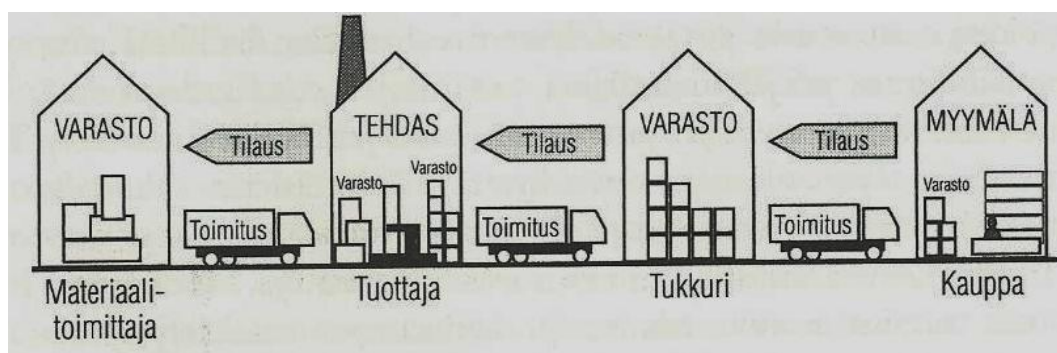 VARASTO
Tilaus
TEHDAS
Tilaus
VARASTO
Tilaus
MYYMÄLÄ
Varasto
Varasto
Varasto
Toimitus
Toimitus
Toimitus
Materiaali-
toimittaja
Tuottaja
Tukkuri
Kauppa